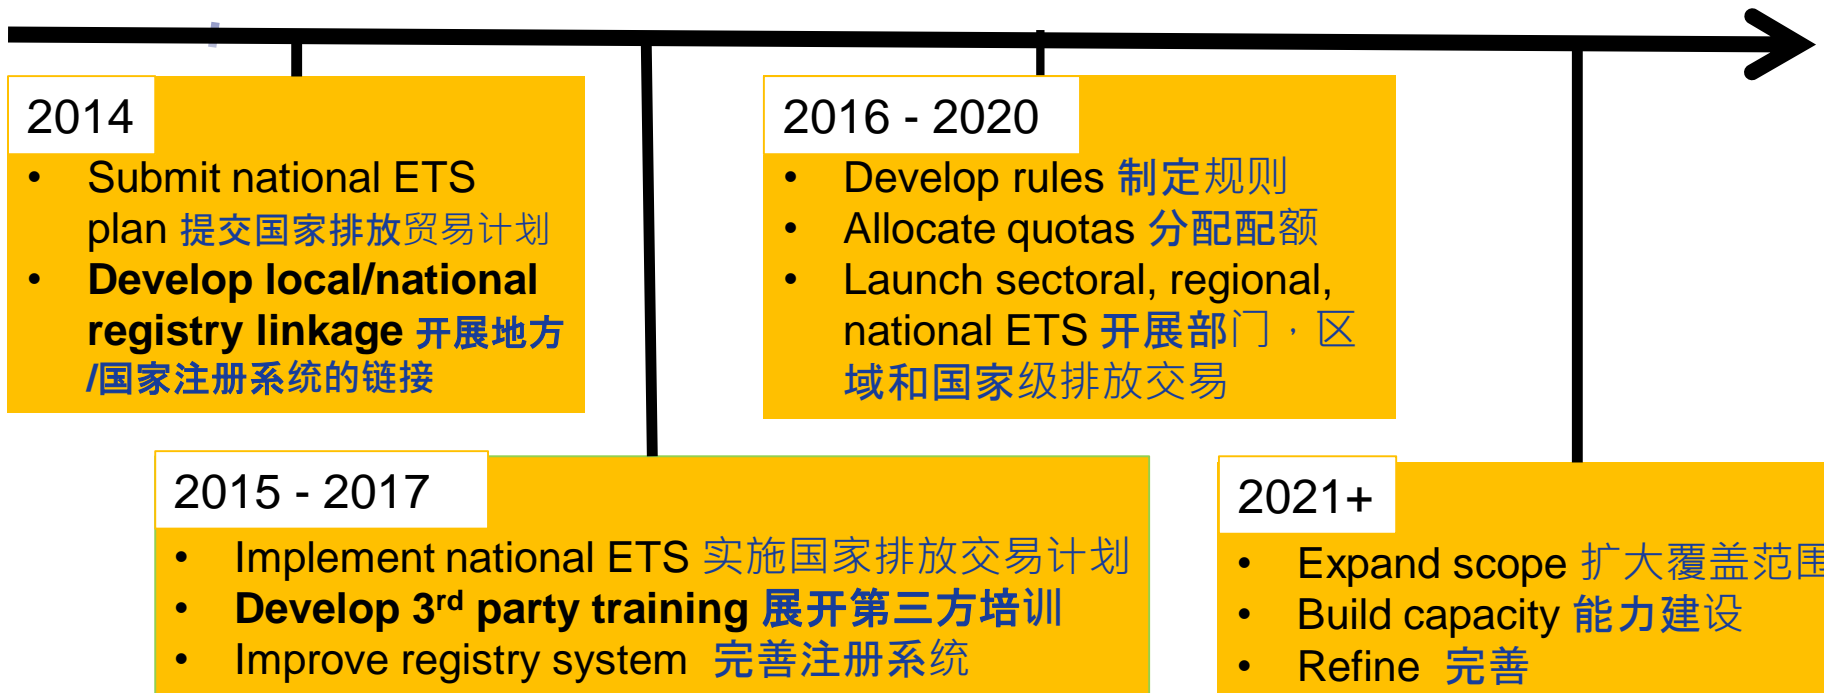 2014
• Submit national ETS
plan 提交国家排放贸易计划
• Develop local/national
registry linkage 开展地方
/国家注册系统的链接
2016 - 2020
• Develop rules 制定规则
• Allocate quotas 分配配额
• Launch sectoral, regional,
national ETS 开展部门，区
域和国家级排放交易
2015 - 2017
• Implement national ETS 实施国家排放交易计划
• Develop 3rd party training 展开第三方培训
• Improve registry system 完善注册系统
2021+
• Expand scope 扩大覆盖范围
• Build capacity 能力建设
• Refine 完善